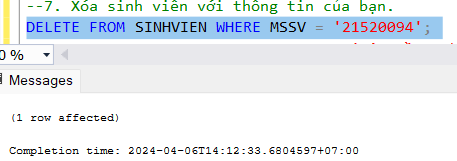 --7. Xóa sinh viên với thông tin của bạn.
DELETE FROM SINHVIEN WHERE MSSV = '21520094';
0 %
Messages
(1 row affected)
Completion time: 2024-04-06T14:12:33.6804597+07:00